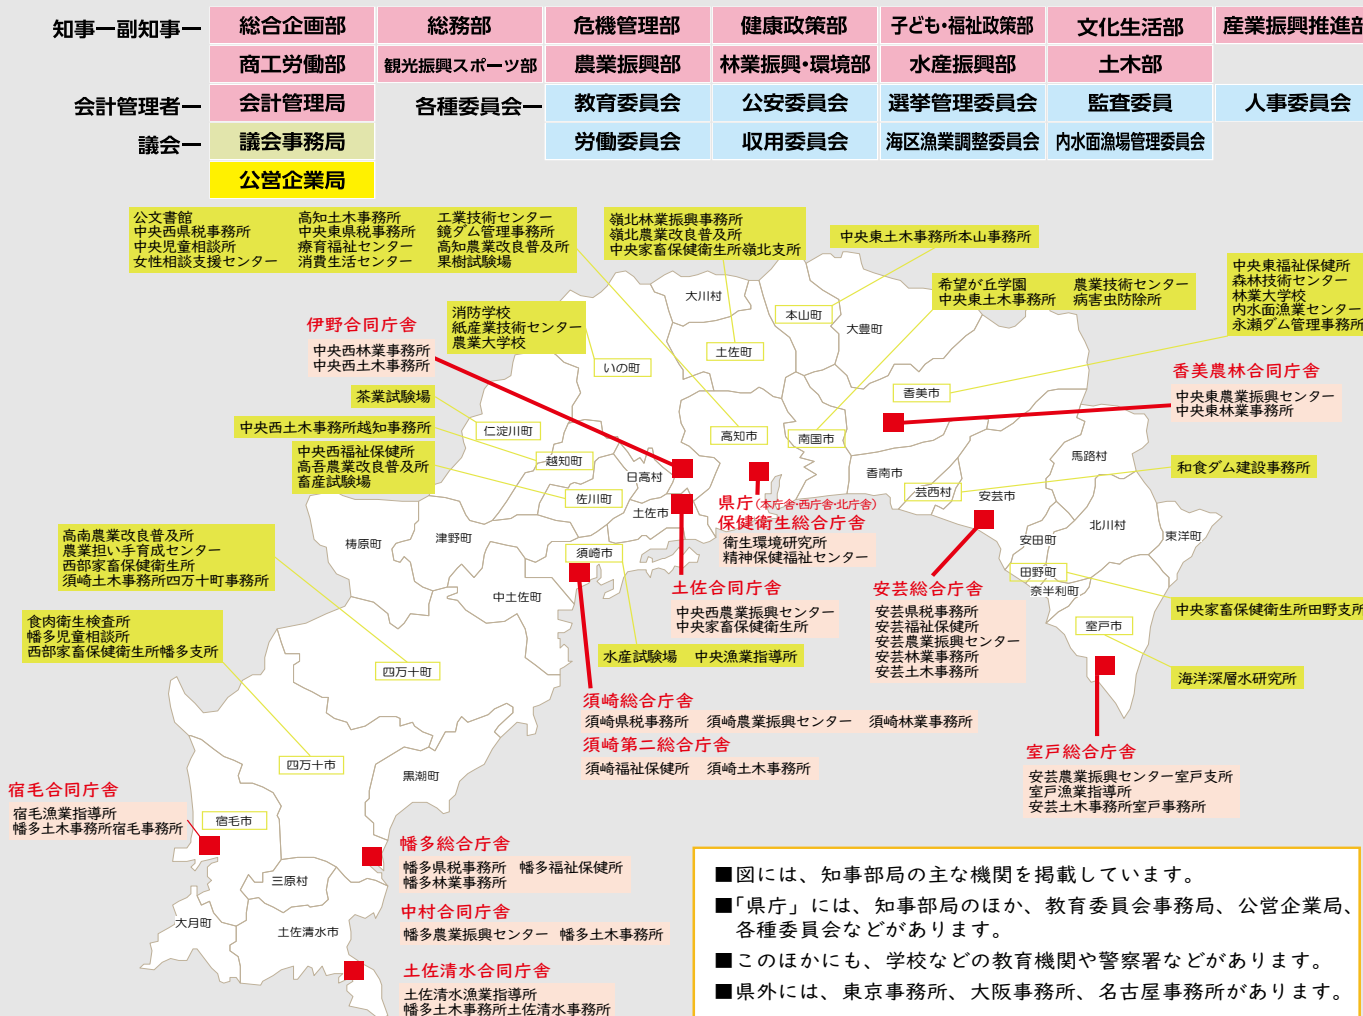 知事ー副知事ー 総合企画部 総務部 危機管理部 健康政策部 子ども・福祉政策部 文化生活部 産業振興推進部
商工労働部 観光振興スポーツ部 農業振興部 林業振興・環境部 水産振興部 土木部
会計管理者ー 会計管理局 各種委員会ー 教育委員会 公安委員会 選挙管理委員会 監査委員 人事委員会
議会ー 議会事務局 労働委員会 収用委員会 海区漁業調整委員会 内水面漁場管理委員会
公営企業局
公文書館 高知土木事務所 工業技術センター
中央西県税事務所 中央東県税事務所 鏡ダム管理事務所
中央児童相談所 療育福祉センター 高知農業改良普及所
女性相談支援センター 消費生活センター 果樹試験場
嶺北林業振興事務所
嶺北農業改良普及所
中央家畜保健衛生所嶺北支所
中央東土木事務所本山事務所
希望が丘学園 農業技術センター
中央東土木事務所 病害虫防除所
中央東福祉保健所
森林技術センター
林業大学校
内水面漁業センター
永瀬ダム管理事務所
消防学校
紙産業技術センター
農業大学校
伊野合同庁舎
中央西林業事務所
中央西土木事務所
香美農林合同庁舎
中央東農業振興センター
中央東林業事務所
茶業試験場
中央西土木事務所越知事務所
中央西福祉保健所
高吾農業改良普及所
畜産試験場
和食ダム建設事務所
高南農業改良普及所
農業担い手育成センター
西部家畜保健衛生所
須崎土木事務所四万十町事務所
食肉衛生検査所
幡多児童相談所
西部家畜保健衛生所幡多支所
大川村
本山町
大豊町
土佐町
いの町
香美市
仁淀川町
高知市
南国市
越知町
日高村
香南市
馬路村
佐川町
芸西村
安芸市
土佐市
北川村
東洋町
梼原町
津野町
須崎市
安田町
田野町
奈半利町
中土佐町
室戸市
四万十町
四万十市
黒潮町
宿毛市
三原村
大月町
土佐清水市
県庁(本庁舎・西庁舎・北庁舎)
保健衛生総合庁舎
衛生環境研究所
精神保健福祉センター
土佐合同庁舎
中央西農業振興センター
中央家畜保健衛生所
安芸総合庁舎
安芸県税事務所
安芸福祉保健所
安芸農業振興センター
安芸林業事務所
安芸土木事務所
中央家畜保健衛生所田野支所
水産試験場 中央漁業指導所
海洋深層水研究所
須崎総合庁舎
須崎県税事務所 須崎農業振興センター 須崎林業事務所
須崎第二総合庁舎
須崎福祉保健所 須崎土木事務所
室戸総合庁舎
安芸農業振興センター室戸支所
室戸漁業指導所
安芸土木事務所室戸事務所
宿毛合同庁舎
宿毛漁業指導所
幡多土木事務所宿毛事務所
幡多総合庁舎
幡多県税事務所 幡多福祉保健所
幡多林業事務所
中村合同庁舎
幡多農業振興センター 幡多土木事務所
土佐清水合同庁舎
土佐清水漁業指導所
幡多土木事務所土佐清水事務所
■図には、知事部局の主な機関を掲載しています。
■「県庁」には、知事部局のほか、教育委員会事務局、公営企業局、
各種委員会などがあります。
■このほかにも、学校などの教育機関や警察署などがあります。
■県外には、東京事務所、大阪事務所、名古屋事務所があります。